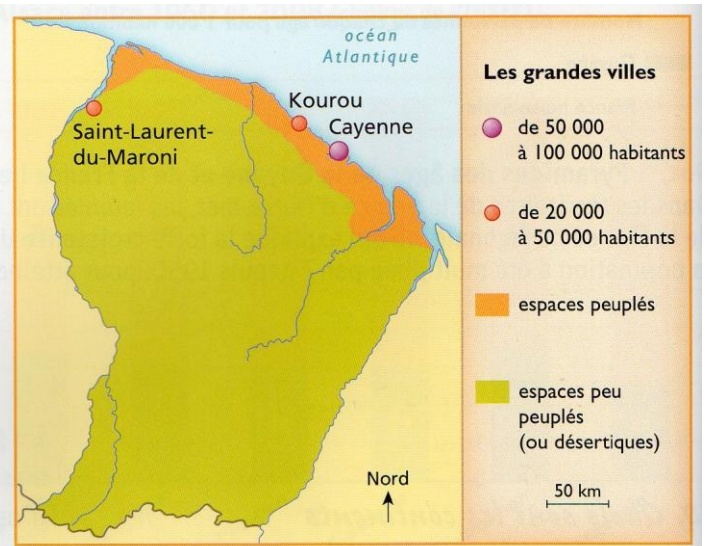 océan
Atlantique
Kourou
Cayenne
Saint-Laurent-
du-Maroni
Nord
Les grandes villes
de 50 000
à 100 000 habitants
de 20 000
à 50 000 habitants
espaces peuplés
espaces peu
peuplés
(ou désertiques)
50 km